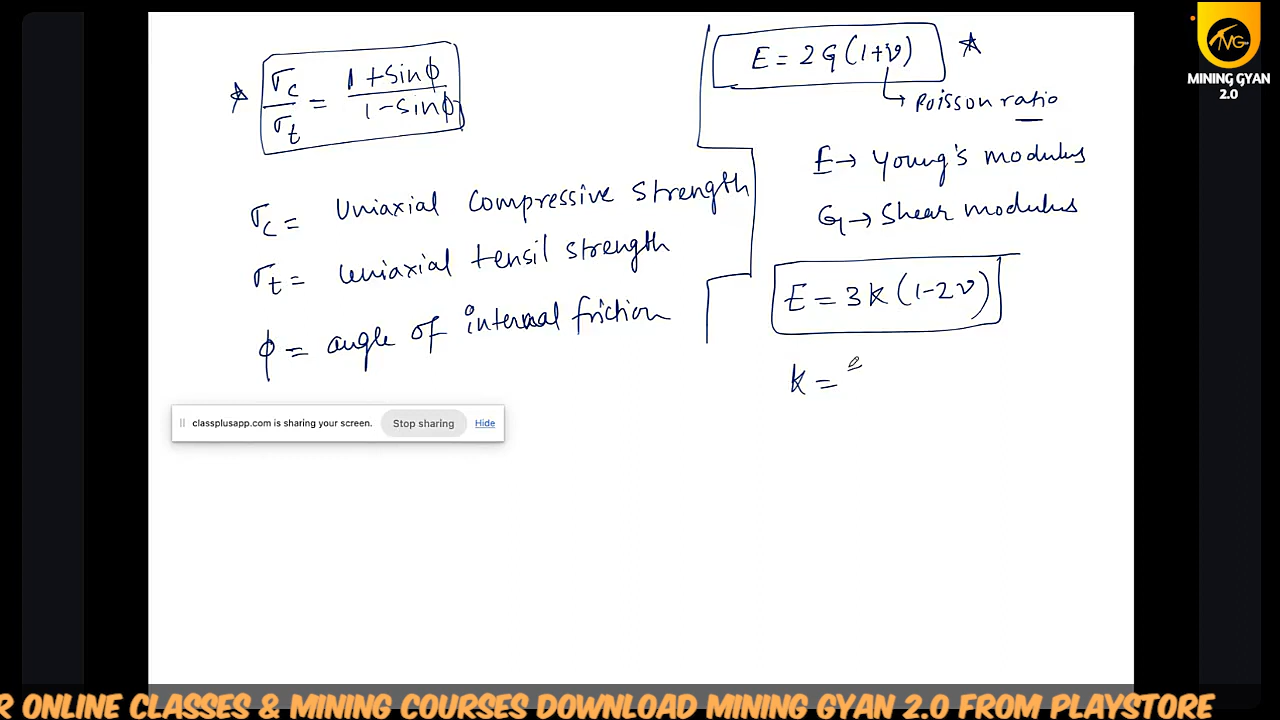 σc/σt = 1+sinϕ/1-sinϕ
σc = Uniaxial compressive strength
σt = Uniaxial tensil strength
ϕ = angle of internal friction
E = 2G(1+ν)
Poisson ratio
E → Young's modulus
G → Shear modulus
E = 3K(1-2ν)
K =
classplusapp.com is sharing your screen. Stop sharing Hide
MINING GYAN
2.0
R ONLINE CLASSES & MINING COURSES DOWNLOAD MINING GYAN 2.0 FROM PLAYSTORE